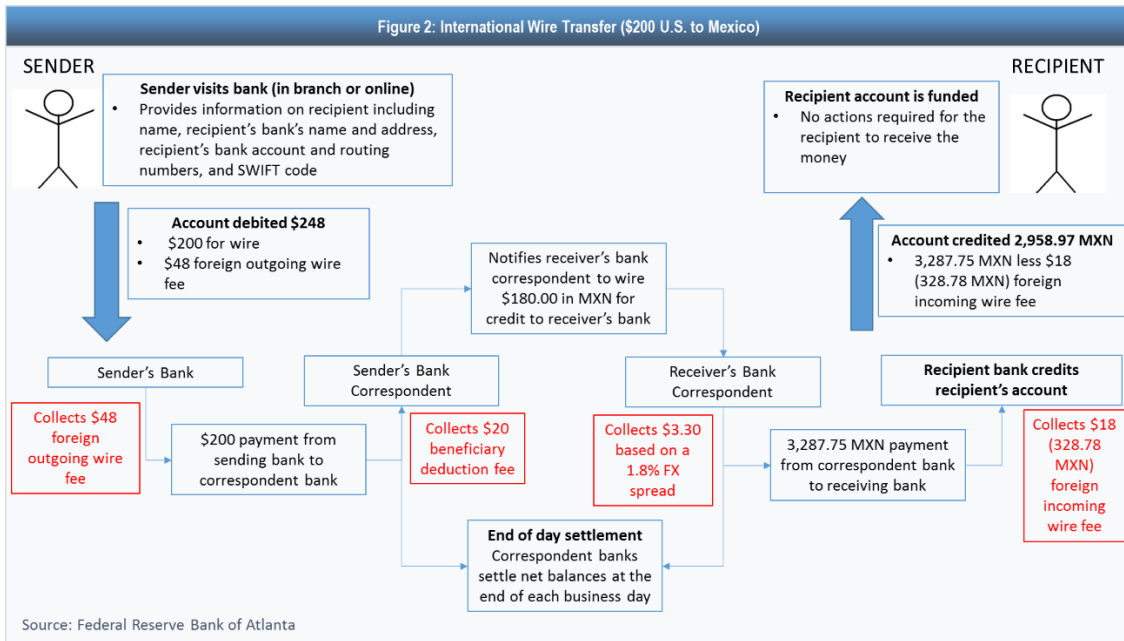 Figure 2: International Wire Transfer ($200 U.S. to Mexico)
SENDER
Sender visits bank (in branch or online)
• Provides information on recipient including
name, recipient's bank's name and address,
recipient's bank account and routing
numbers, and SWIFT code
RECIPIENT
Recipient account is funded
• No actions required for the
recipient to receive the
money
Account debited $248
• $200 for wire
• $48 foreign outgoing wire
fee
Notifies receiver's bank
correspondent to wire
$180.00 in MXN for
credit to receiver's bank
Account credited 2,958.97 MXN
• 3,287.75 MXN less $18
(328.78 MXN) foreign
incoming wire fee
Sender's Bank
Sender's Bank
Correspondent
Receiver's Bank
Correspondent
Recipient bank credits
recipient's account
Collects $48
foreign
outgoing wire
fee
$200 payment from
sending bank to
correspondent bank
Collects $20
beneficiary
deduction fee
Collects $3.30
based on a
1.8% FX
spread
3,287.75 MXN payment
from correspondent bank
to receiving bank
Collects $18
(328.78
MXN)
foreign
incoming
wire fee
End of day settlement
Correspondent banks
settle net balances at the
end of each business day
Source: Federal Reserve Bank of Atlanta